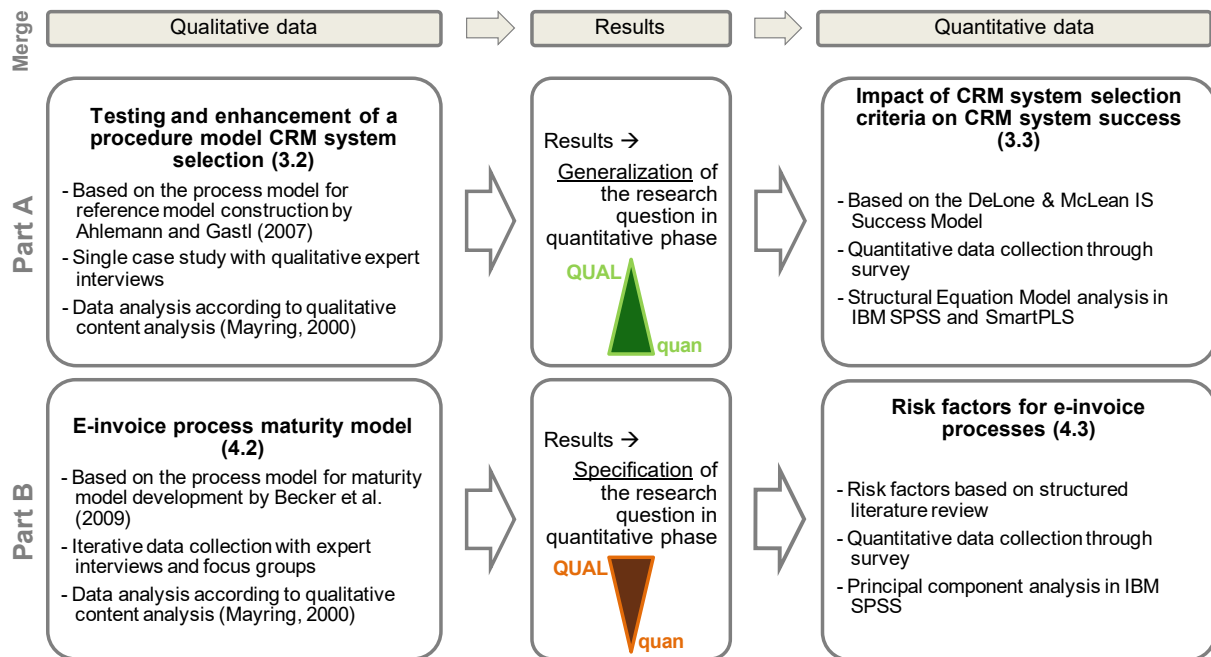 Merge
Qualitative data
Results
Quantitative data
Part A
Testing and enhancement of a
procedure model CRM system
selection (3.2)
- Based on the process model for
reference model construction by
Ahlemann and Gastl (2007)
- Single case study with qualitative expert
interviews
- Data analysis according to qualitative
content analysis (Mayring, 2000)
Results →
Generalization of
the research
question in
quantitative phase
QUAL
quan
Impact of CRM system selection
criteria on CRM system success
(3.3)
- Based on the DeLone & McLean IS
Success Model
- Quantitative data collection through
survey
- Structural Equation Model analysis in
IBM SPSS and SmartPLS
Part B
E-invoice process maturity model
(4.2)
- Based on the process model for maturity
model development by Becker et al.
(2009)
- Iterative data collection with expert
interviews and focus groups
- Data analysis according to qualitative
content analysis (Mayring, 2000)
Results →
Specification of
the research
question in
quantitative phase
QUAL
quan
Risk factors for e-invoice
processes (4.3)
- Risk factors based on structured
literature review
- Quantitative data collection through
survey
- Principal component analysis in IBM
SPSS